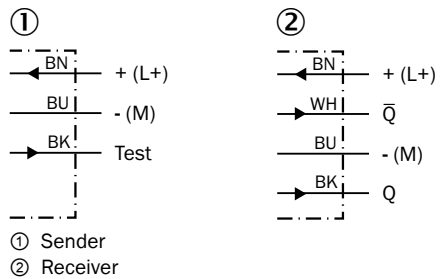 ① ②
BN + (L+)
BU - (M)
BK Test
BN + (L+)
WH Q̅
BU - (M)
BK Q
① Sender
② Receiver